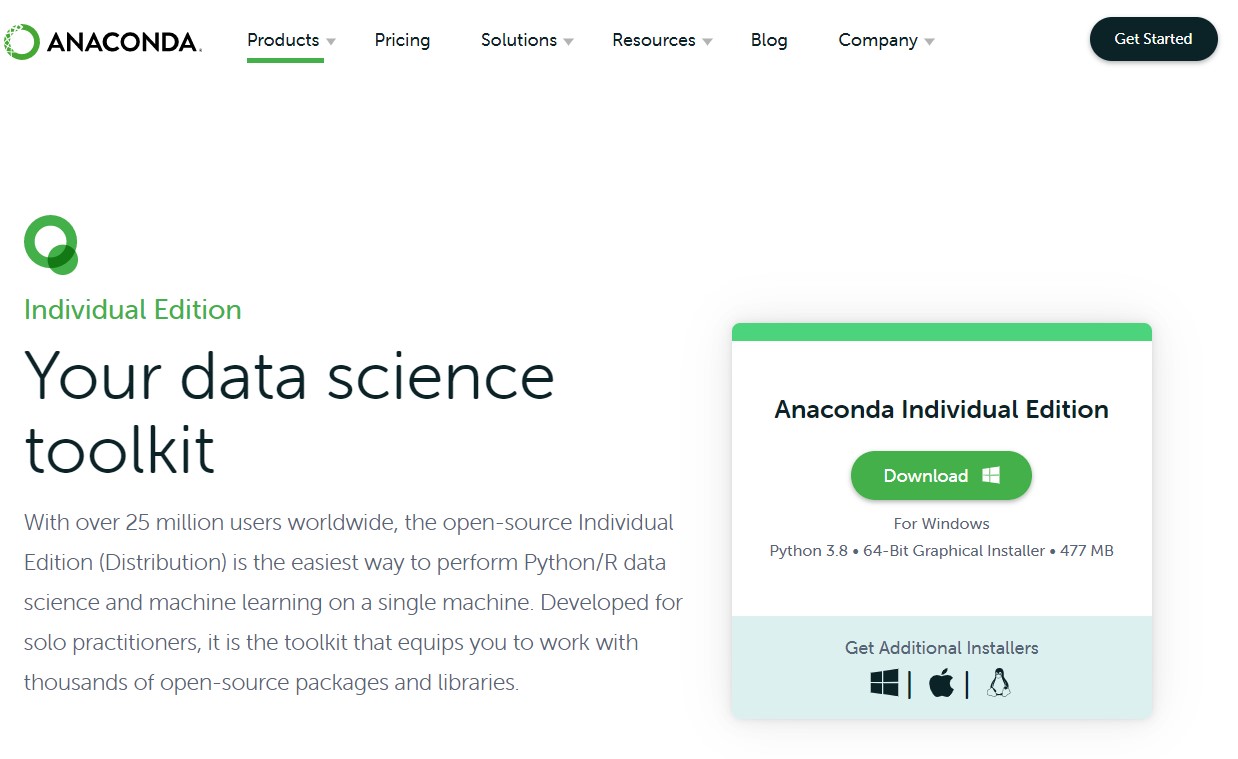 ANACONDA.
Products
Pricing
Solutions
Resources
Blog
Company
Get Started
Individual Edition
Your data science
toolkit
With over 25 million users worldwide, the open-source Individual
Edition (Distribution) is the easiest way to perform Python/R data
science and machine learning on a single machine. Developed for
solo practitioners, it is the toolkit that equips you to work with
thousands of open-source packages and libraries.
Anaconda Individual Edition
Download
For Windows
Python 3.8 • 64-Bit Graphical Installer • 477 MB
Get Additional Installers